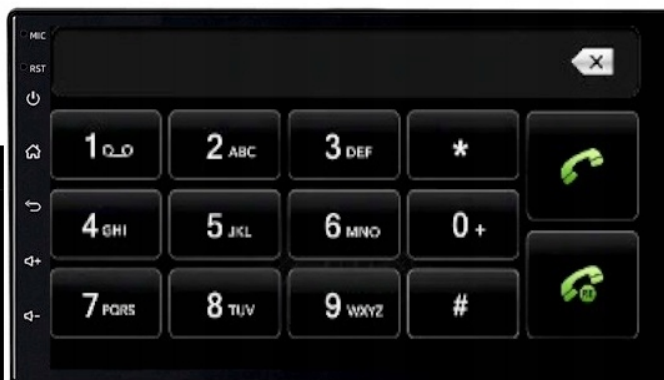 MIC
RST
1 2 ABC 3 DEF *
4 GHI 5 JKL 6 MNO 0 +
7 PQRS 8 TUV 9 WXYZ #